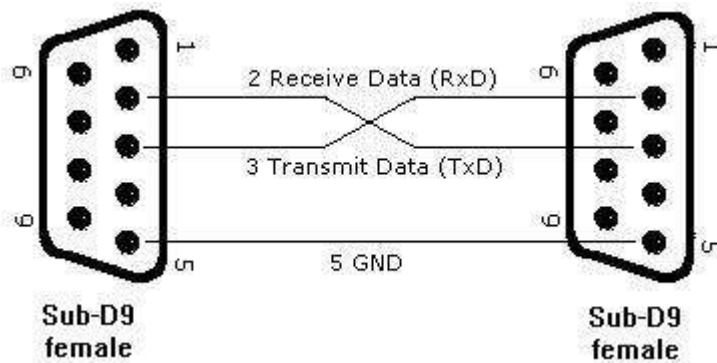 1
6
2 Receive Data (RxD)
3 Transmit Data (TxD)
9
5
5 GND
1
6
9
5
Sub-D9
female
Sub-D9
female